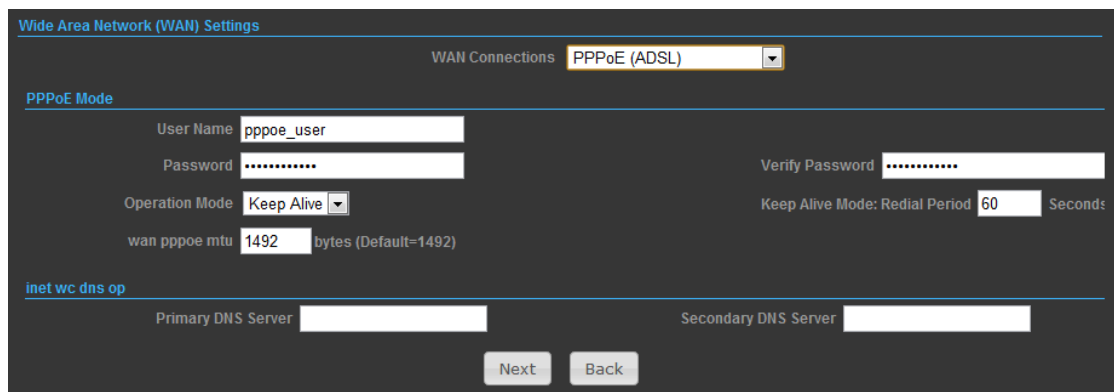 Wide Area Network (WAN) Settings
WAN Connections PPPoE (ADSL)
PPPoE Mode
User Name pppoe_user
Password ••••••••••••
Verify Password ••••••••••••
Operation Mode Keep Alive
Keep Alive Mode: Redial Period 60 Seconds
wan pppoe mtu 1492 bytes (Default=1492)
inet wc dns op
Primary DNS Server
Secondary DNS Server
Next Back